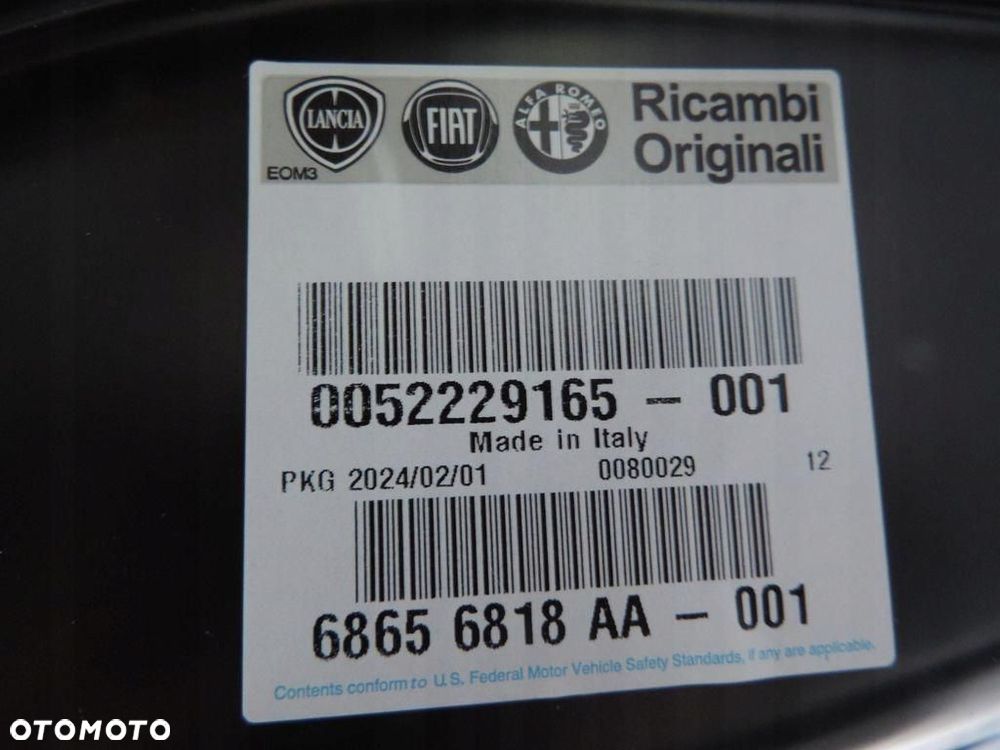 LANCIA FIAT ALFA ROMEO Ricambi
Originali
EOM3
0052229165 - 001
Made in Italy
PKG 2024/02/01 0080029 12
6865 6818 AA - 001
Contents conform to U.S. Federal Motor Vehicle Safety Standards, if any are applicable.
OTOMOTO